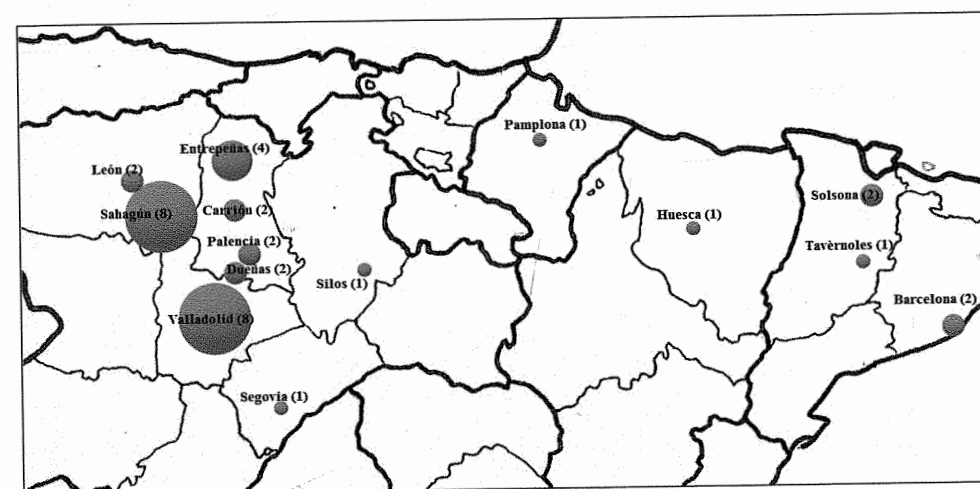 Pamplona (1)
Entrepeñas (4)
León (2)
Solsona (2)
Sahagún (8)
Carrión (2)
Huesca (1)
Palencia (2)
Tavèrnoles (1)
Dueñas (2)
Silos (1)
Barcelona (2)
Valladolid (8)
Segovia (1)